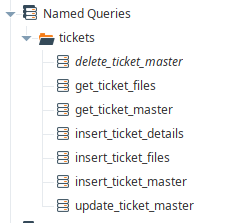 Named Queries
tickets
delete_ticket_master
get_ticket_files
get_ticket_master
insert_ticket_details
insert_ticket_files
insert_ticket_master
update_ticket_master